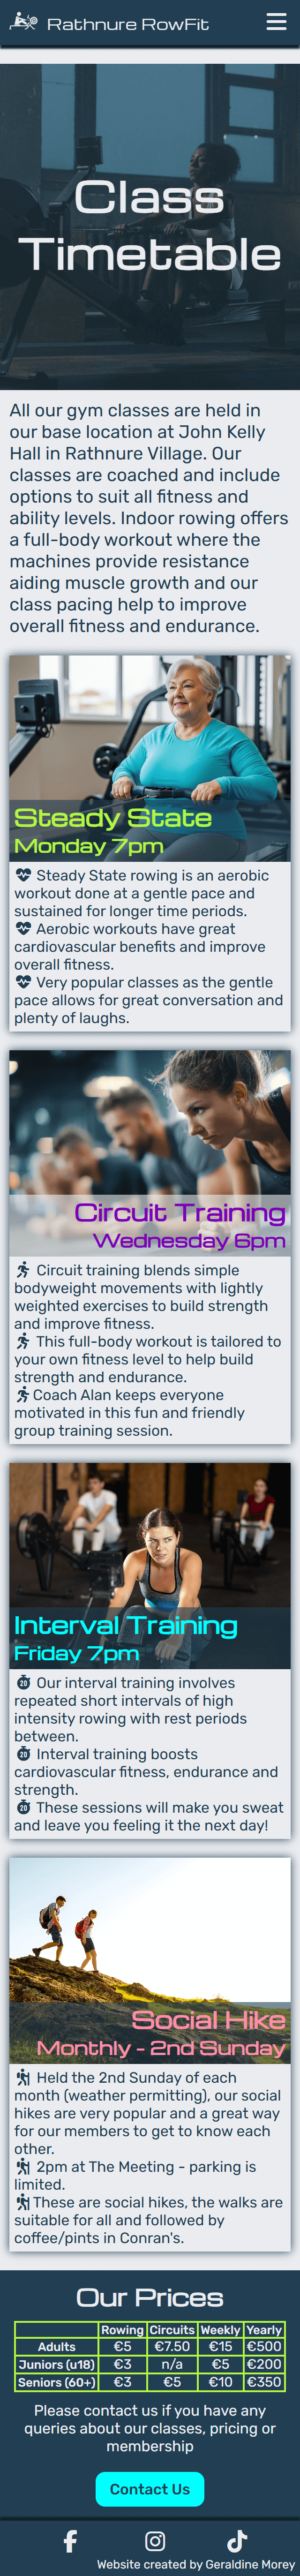 Rathnure RowFit
Class
Timetable
All our gym classes are held in
our base location at John Kelly
Hall in Rathnure Village. Our
classes are coached and include
options to suit all fitness and
ability levels. Indoor rowing offers
a full-body workout where the
machines provide resistance
aiding muscle growth and our
class pacing help to improve
overall fitness and endurance.
Steady State
Monday 7pm
Steady State rowing is an aerobic
workout done at a gentle pace and
sustained for longer time periods.
Aerobic workouts have great
cardiovascular benefits and improve
overall fitness.
Very popular classes as the gentle
pace allows for great conversation and
plenty of laughs.
Circuit Training
Wednesday 6pm
Circuit training blends simple
bodyweight movements with lightly
weighted exercises to build strength
and improve fitness.
This full-body workout is tailored to
your own fitness level to help build
strength and endurance.
Coach Alan keeps everyone
motivated in this fun and friendly
group training session.
Interval Training
Friday 7pm
20 Our interval training involves
repeated short intervals of high
intensity rowing with rest periods
between.
20 Interval training boosts
cardiovascular fitness, endurance and
strength.
20 These sessions will make you sweat
and leave you feeling it the next day!
Social Hike
Monthly - 2nd Sunday
Held the 2nd Sunday of each
month (weather permitting), our social
hikes are very popular and a great way
for our members to get to know each
other.
2pm at The Meeting - parking is
limited.
These are social hikes, the walks are
suitable for all and followed by
coffee/pints in Conran's.
Our Prices
Rowing Circuits Weekly Yearly
Adults €5 €7.50 €15 €500
Juniors (u18) €3 n/a €5 €200
Seniors (60+) €3 €5 €10 €350
Please contact us if you have any
queries about our classes, pricing or
membership
Contact Us
Website created by Geraldine Morey